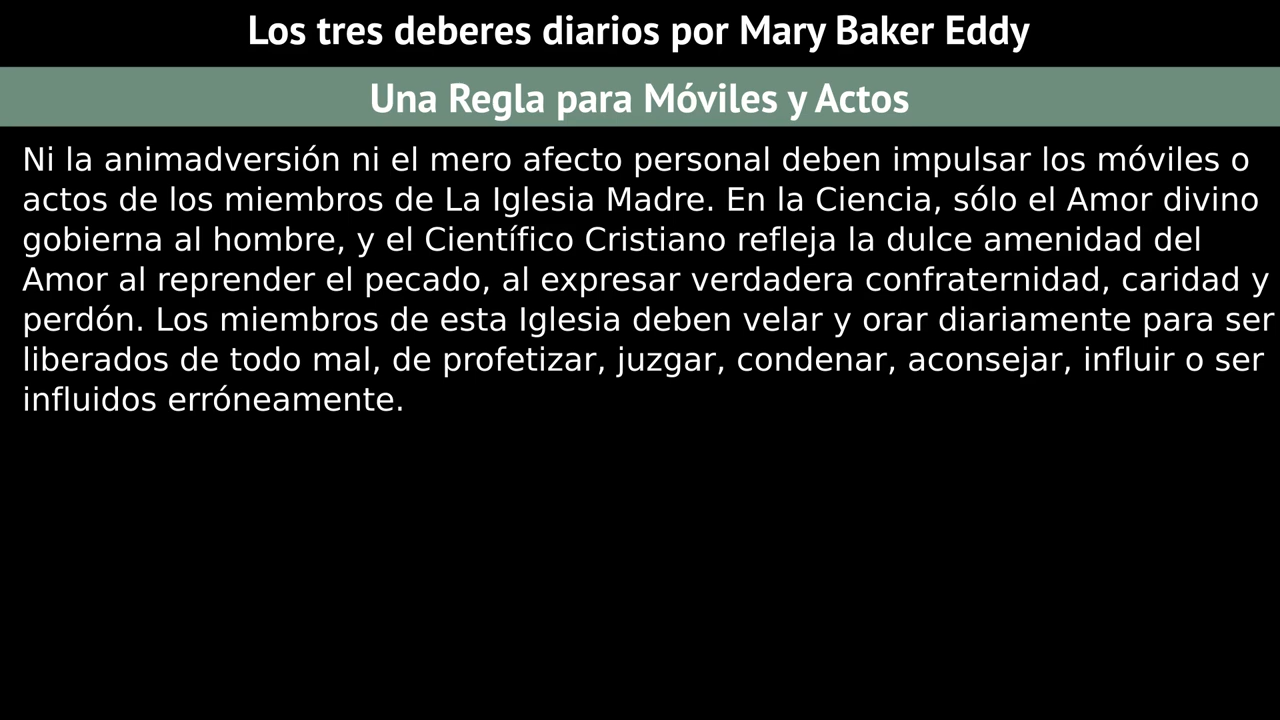 Los tres deberes diarios por Mary Baker Eddy
Una Regla para Móviles y Actos
Ni la animadversión ni el mero afecto personal deben impulsar los móviles o
actos de los miembros de La Iglesia Madre. En la Ciencia, sólo el Amor divino
gobierna al hombre, y el Científico Cristiano refleja la dulce amenidad del
Amor al reprender el pecado, al expresar verdadera confraternidad, caridad y
perdón. Los miembros de esta Iglesia deben velar y orar diariamente para ser
liberados de todo mal, de profetizar, juzgar, condenar, aconsejar, influir o ser
influidos erróneamente.